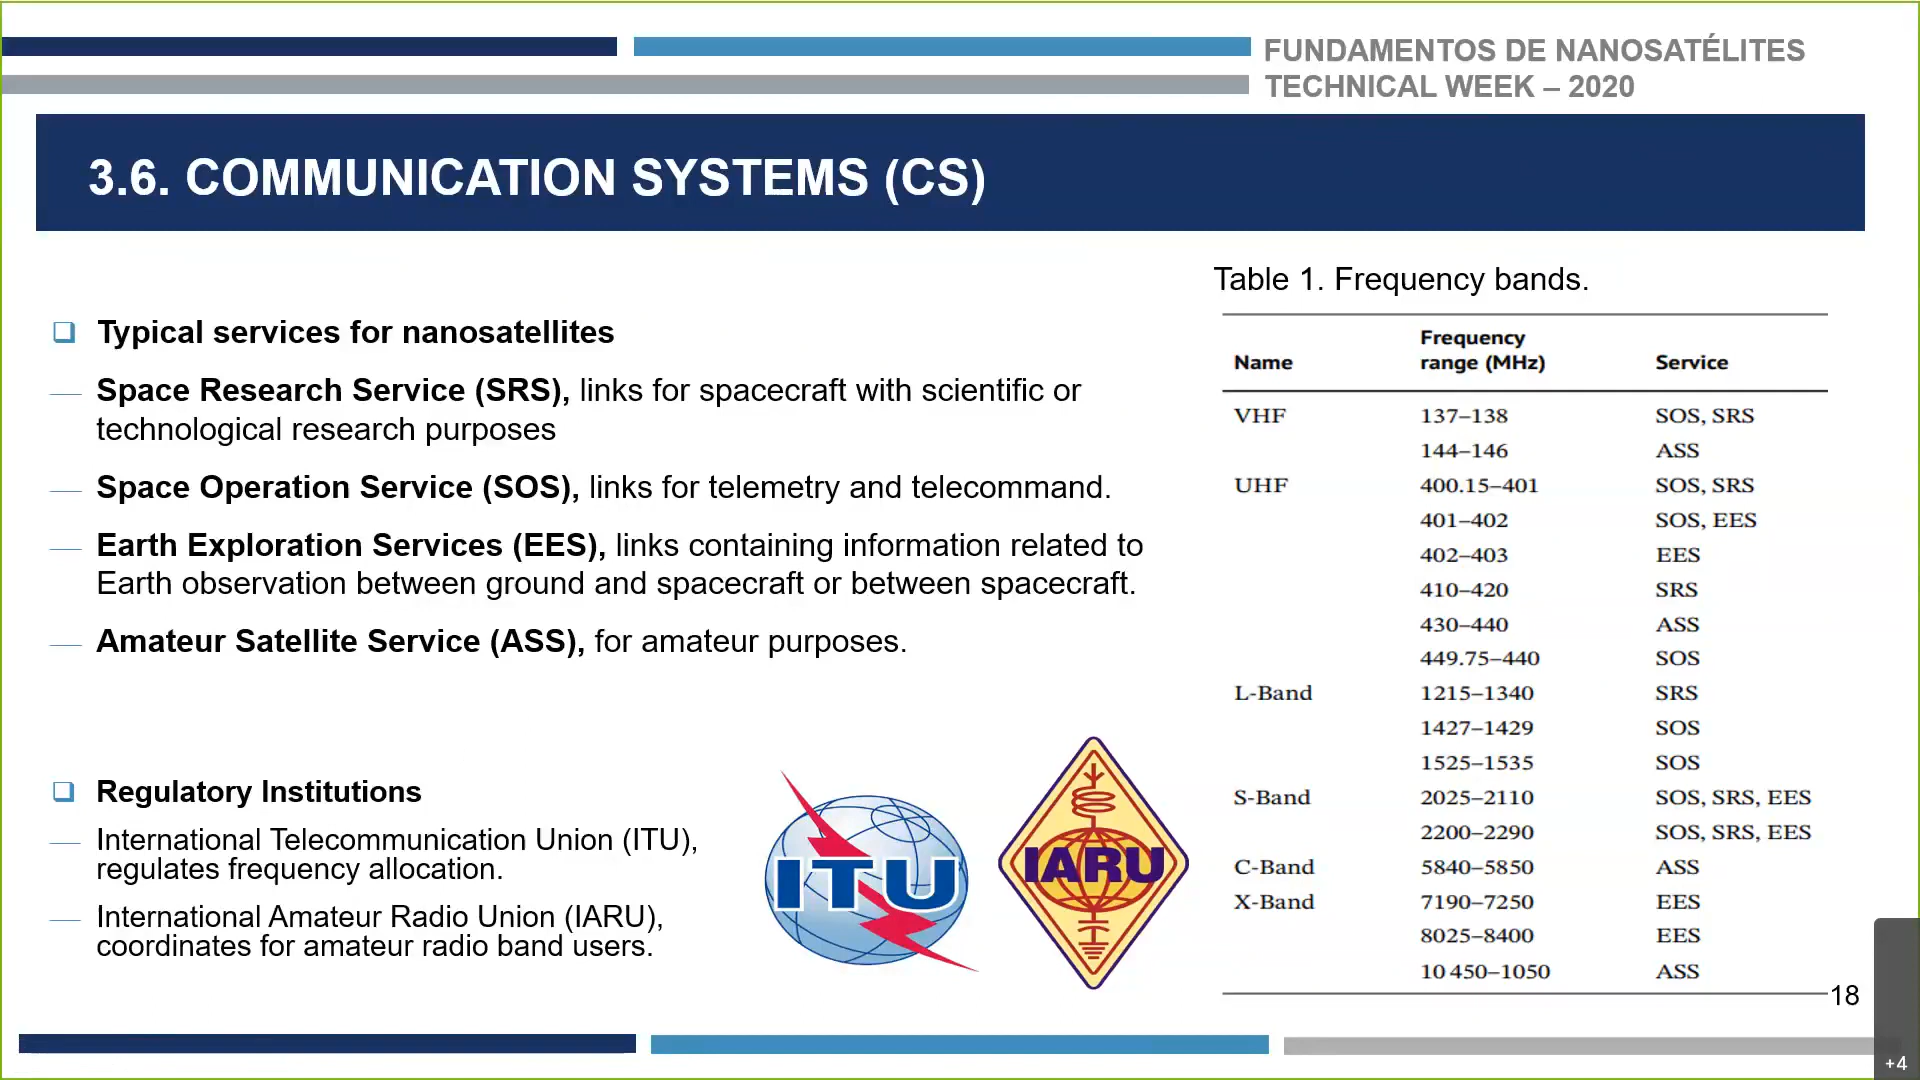 FUNDAMENTOS DE NANOSATÉLITES
TECHNICAL WEEK – 2020
3.6. COMMUNICATION SYSTEMS (CS)
Typical services for nanosatellites
Space Research Service (SRS), links for spacecraft with scientific or
technological research purposes
Space Operation Service (SOS), links for telemetry and telecommand.
Earth Exploration Services (EES), links containing information related to
Earth observation between ground and spacecraft or between spacecraft.
Amateur Satellite Service (ASS), for amateur purposes.
Regulatory Institutions
International Telecommunication Union (ITU),
regulates frequency allocation.
International Amateur Radio Union (IARU),
coordinates for amateur radio band users.
ITU
IARU
Table 1. Frequency bands.
Name Frequency range (MHz) Service
VHF 137–138 SOS, SRS
144–146 ASS
UHF 400.15–401 SOS, SRS
401–402 SOS, EES
402–403 EES
410–420 SRS
430–440 ASS
449.75–440 SOS
L-Band 1215–1340 SRS
1427–1429 SOS
1525–1535 SOS
S-Band 2025–2110 SOS, SRS, EES
2200–2290 SOS, SRS, EES
C-Band 5840–5850 ASS
X-Band 7190–7250 EES
8025–8400 EES
10 450–1050 ASS
18
+4